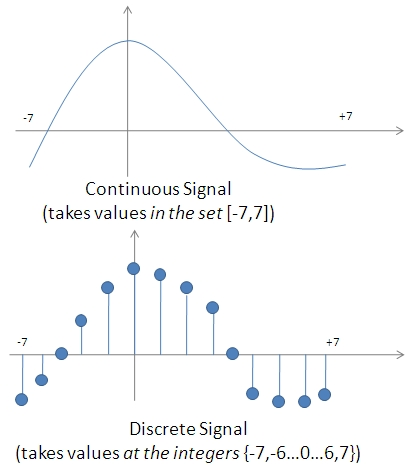 -7 +7
Continuous Signal
(takes values in the set [-7,7])
-7 +7
Discrete Signal
(takes values at the integers {-7,-6...0...6,7})